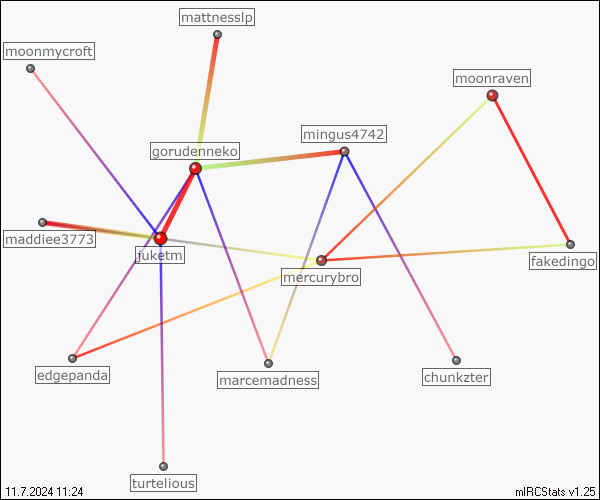 mattnesslp
moonmycroft
moonraven
mingus4742
gorudenneko
maddiee3773
juketm
fakedingo
mercurybro
edgepanda
marcemadness
chunkzter
turtelious
11.7.2024 11:24
mIRCStats v1.25